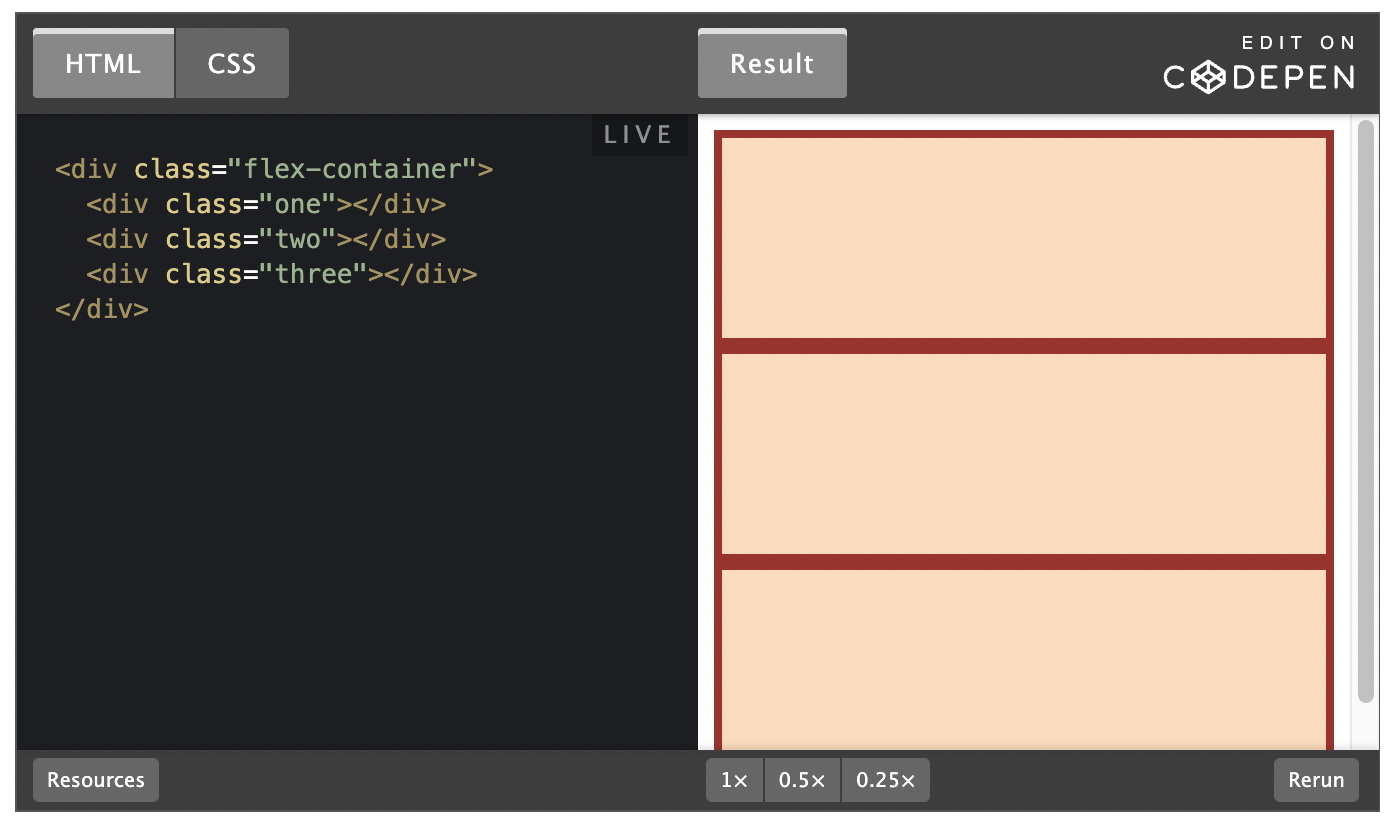 HTML CSS Result EDIT ON
CODEPEN
LIVE
<div class="flex-container">
  <div class="one"></div>
  <div class="two"></div>
  <div class="three"></div>
</div>
Resources 1× 0.5× 0.25× Rerun